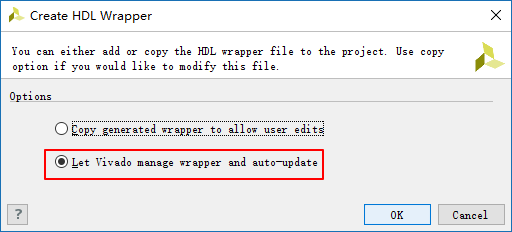 Create HDL Wrapper
You can either add or copy the HDL wrapper file to the project. Use copy
option if you would like to modify this file.
Options
Copy generated wrapper to allow user edits
Let Vivado manage wrapper and auto-update
?
OK
Cancel